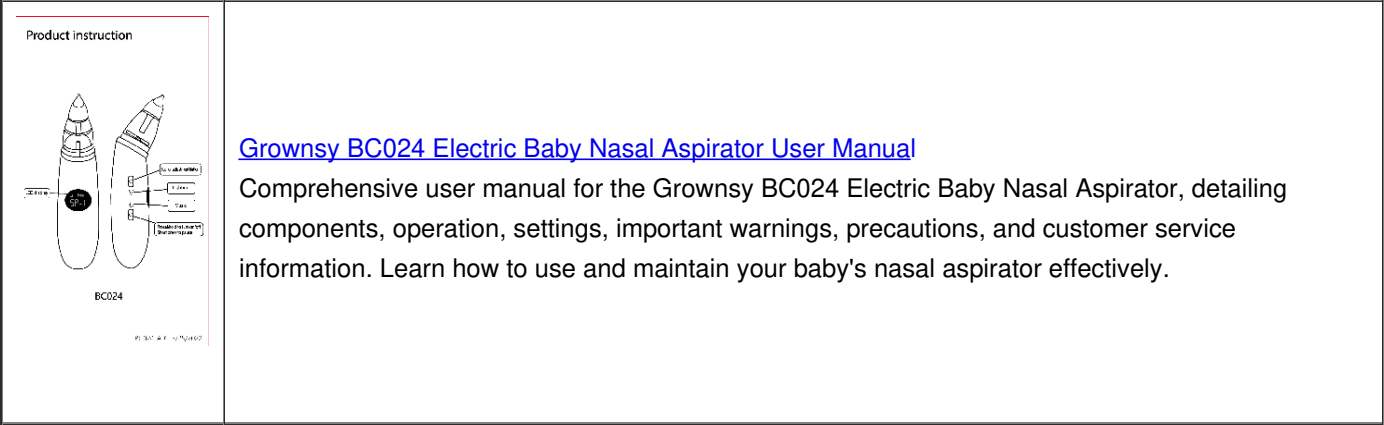 Product instruction
SP-1
BC024
Grownsy BC024 Electric Baby Nasal Aspirator User Manual
Comprehensive user manual for the Grownsy BC024 Electric Baby Nasal Aspirator, detailing
components, operation, settings, important warnings, precautions, and customer service
information. Learn how to use and maintain your baby's nasal aspirator effectively.